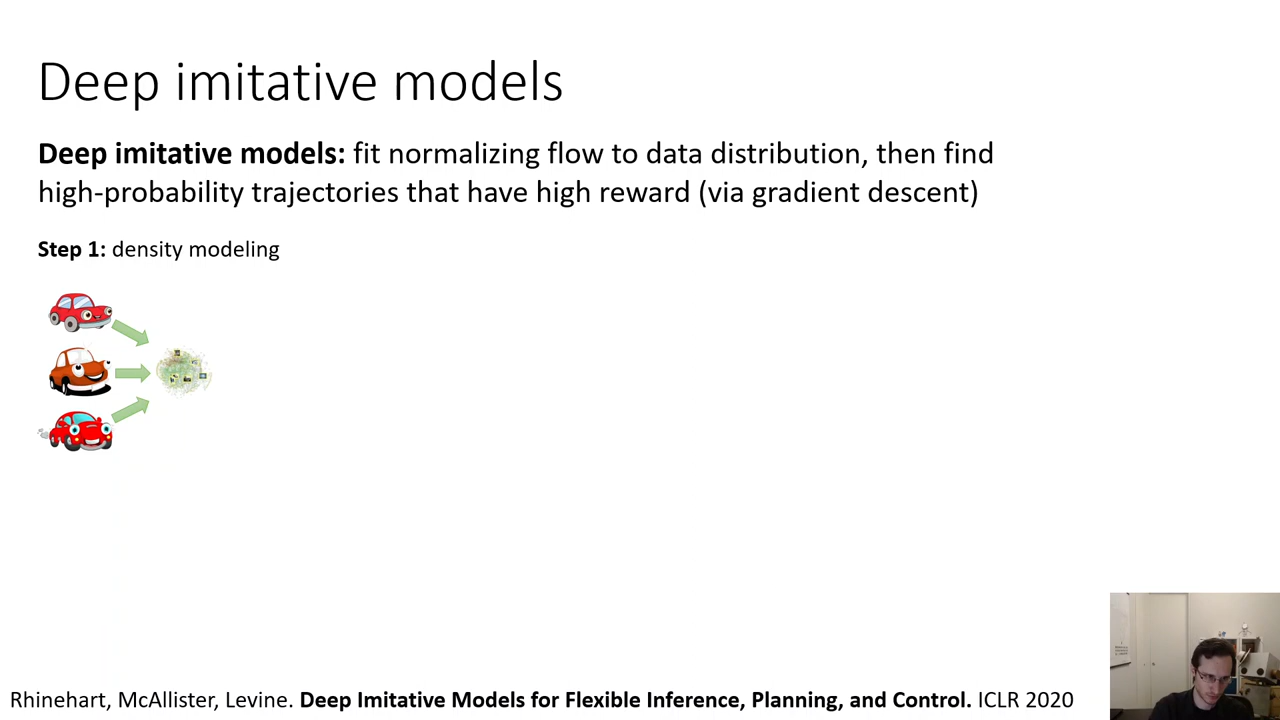 Deep imitative models
Deep imitative models: fit normalizing flow to data distribution, then find
high-probability trajectories that have high reward (via gradient descent)
Step 1: density modeling
Rhinehart, McAllister, Levine. Deep Imitative Models for Flexible Inference, Planning, and Control. ICLR 2020